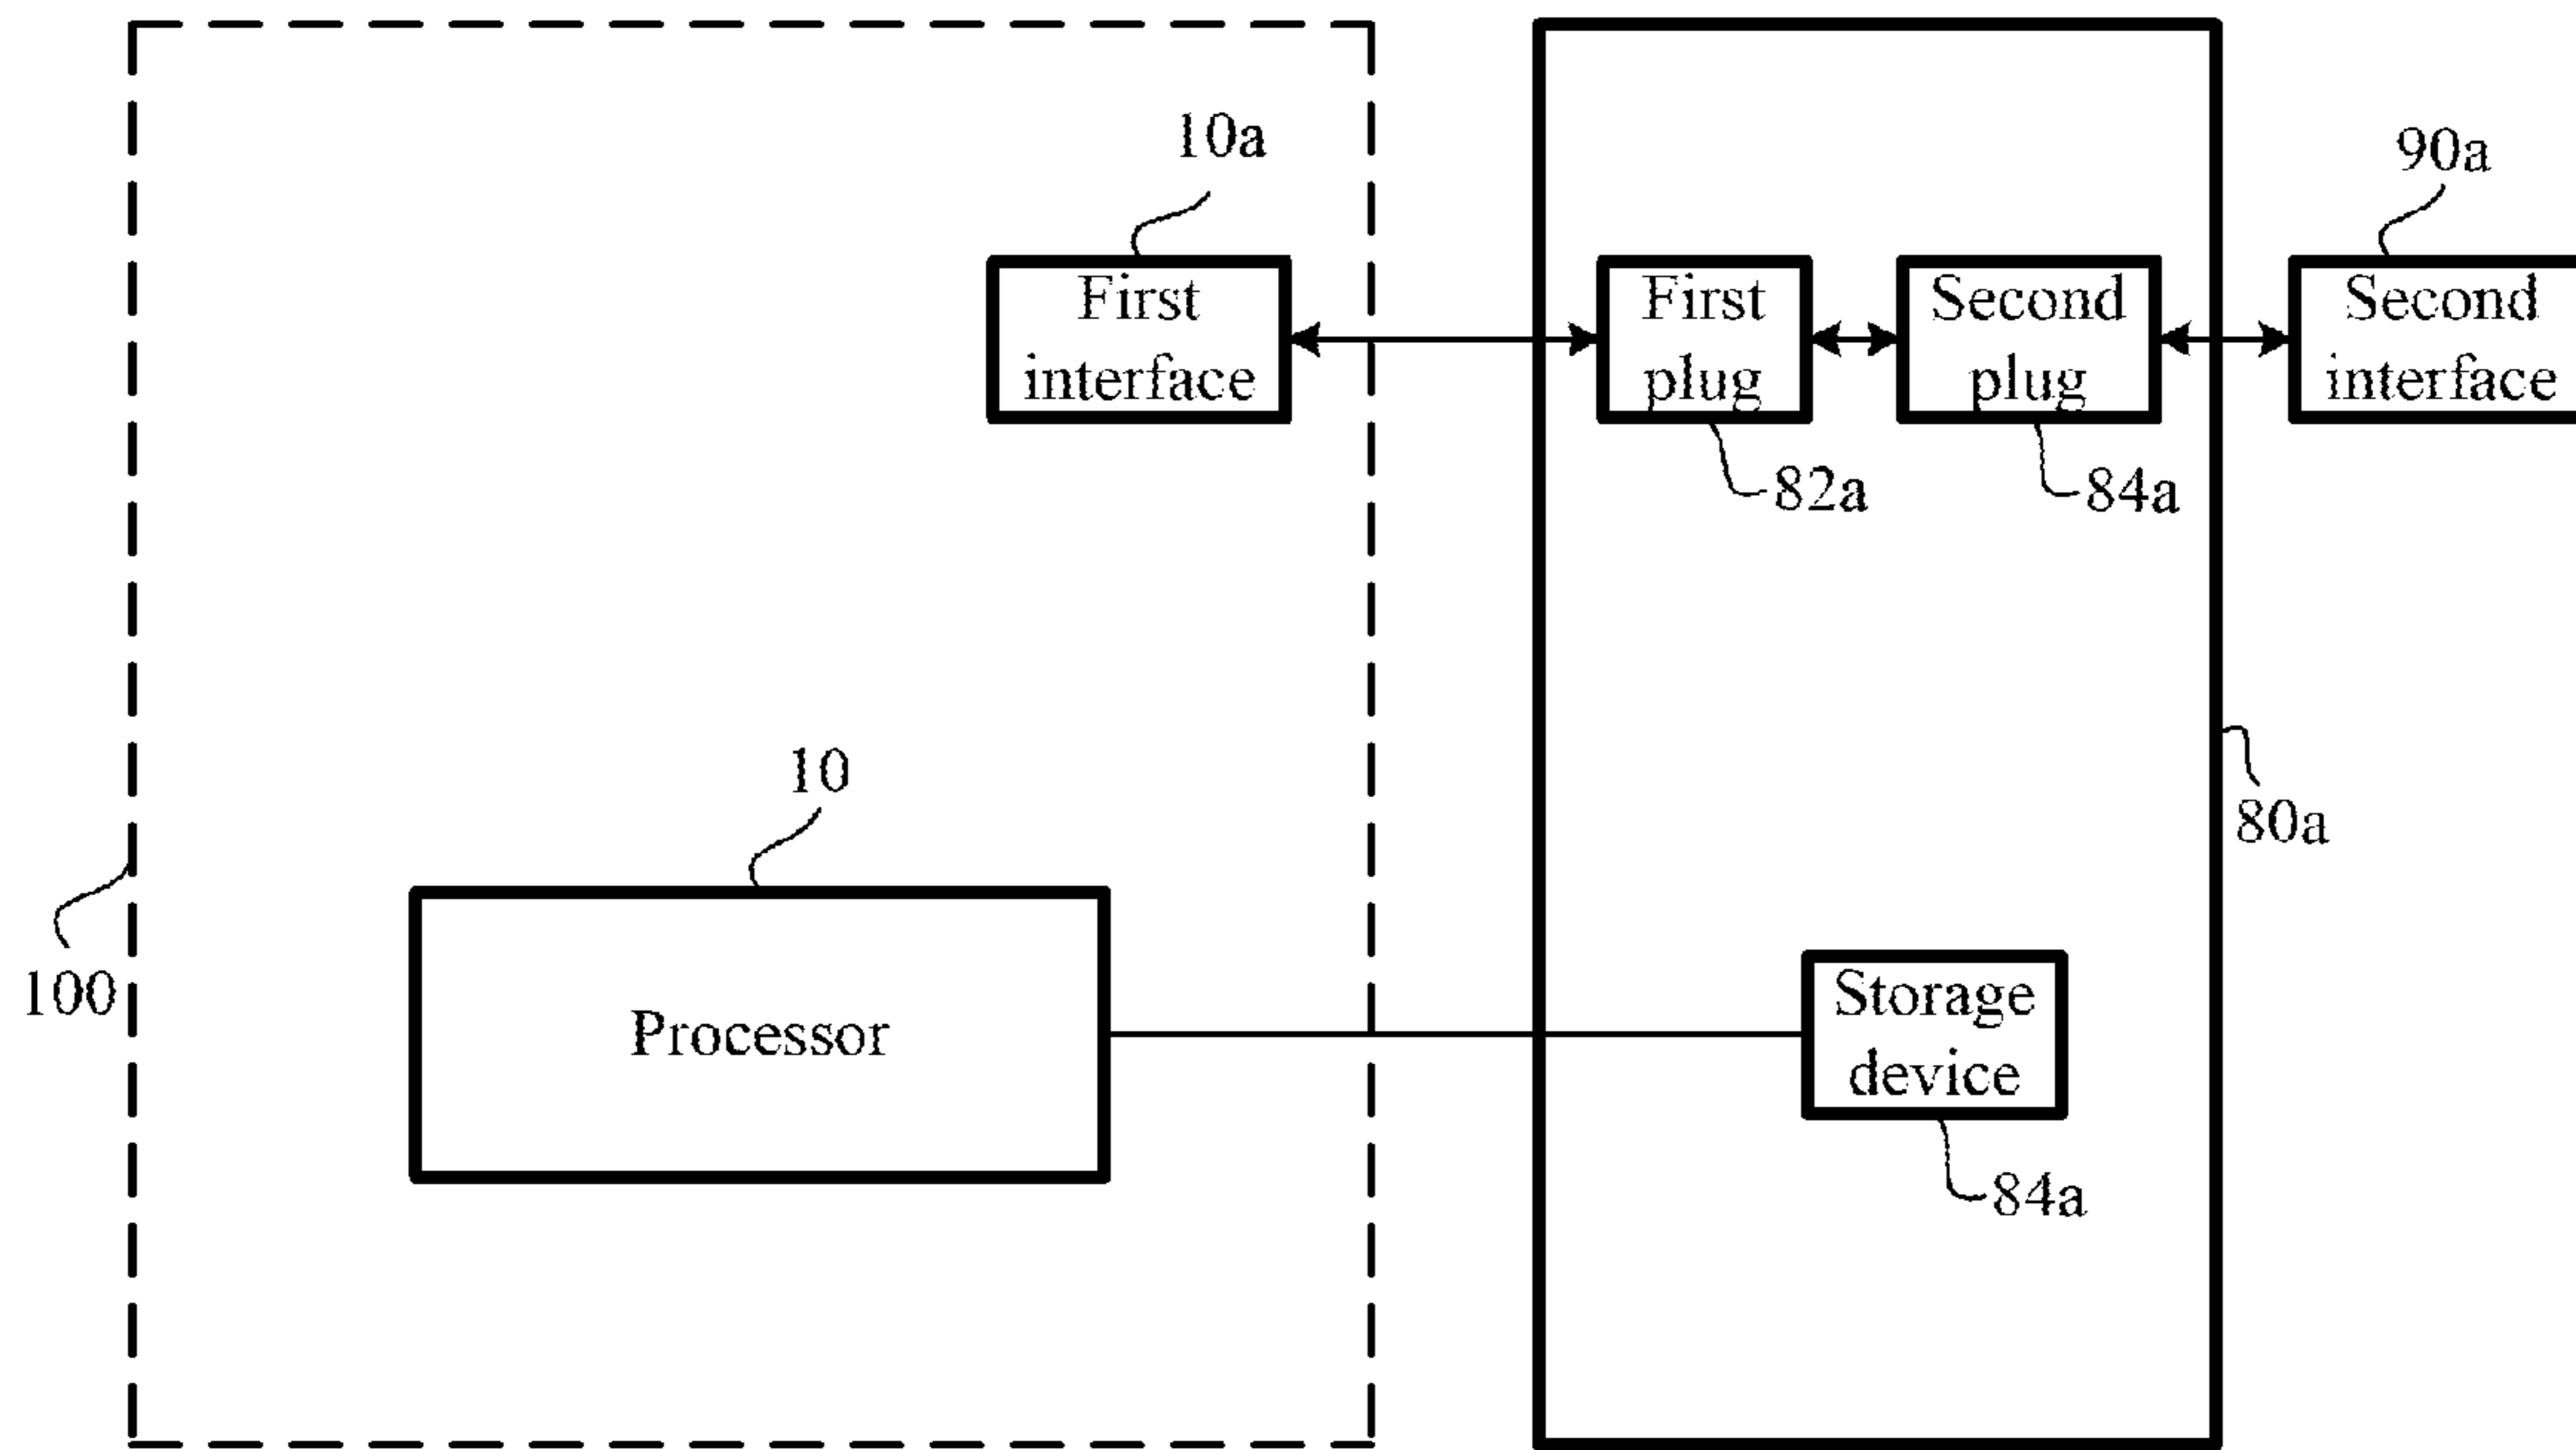 10a
90a
First
interface
First
plug
Second
plug
Second
interface
82a
84a
10
80a
100
Processor
Storage
device
84a